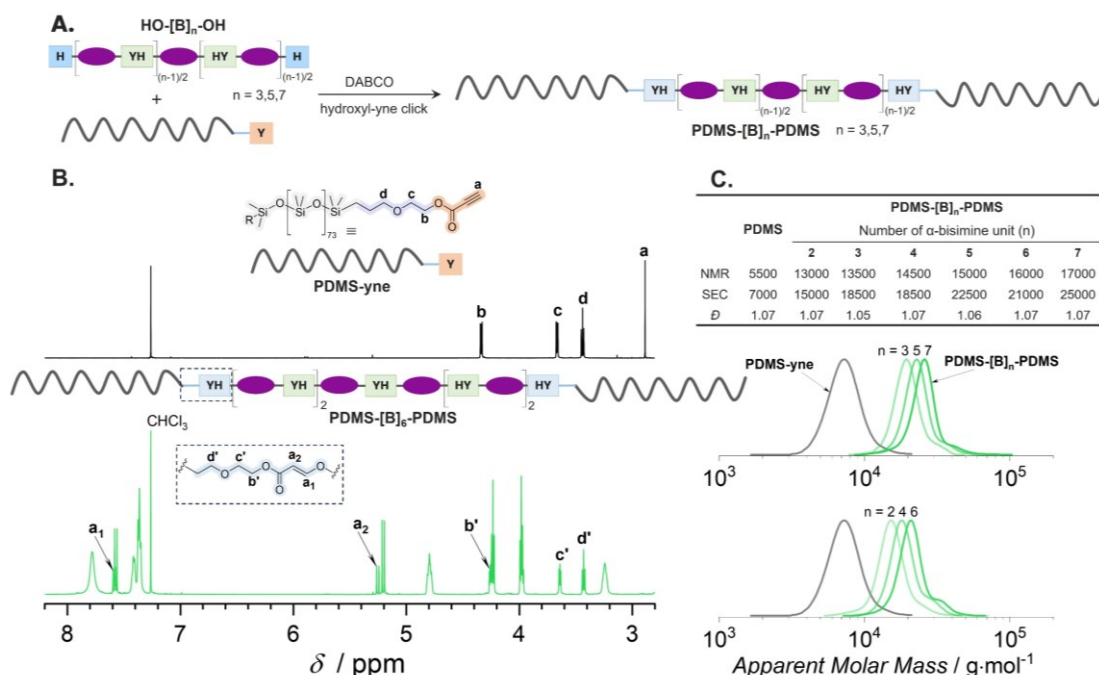 A.
HO-[B]n-OH
H YH HY H
(n-1)/2 (n-1)/2
+ n = 3,5,7
Y
DABCO
hydroxyl-yne click
YH YH HY HY
(n-1)/2 (n-1)/2
PDMS-[B]n-PDMS n = 3,5,7
B.
a
d c O
O Si O Si O Si O b O
R Si 73
≡
Y
PDMS-yne
a
b c d
YH YH YH HY HY
2 2
PDMS-[B]6-PDMS
CHCl3
d' c' O a2 O
O b' O a1
a1 a2 b' c' d'
8 7 6 5 4 3
δ / ppm
C.
PDMS-[B]n-PDMS
PDMS Number of α-bisimine unit (n)
2 3 4 5 6 7
NMR 5500 13000 13500 14500 15000 16000 17000
SEC 7000 15000 18500 18500 22500 21000 25000
Đ 1.07 1.07 1.05 1.07 1.06 1.07 1.07
n = 3 5 7
PDMS-yne PDMS-[B]n-PDMS
10³ 10⁴ 10⁵
n = 2 4 6
10³ 10⁴ 10⁵
Apparent Molar Mass / g·mol⁻¹